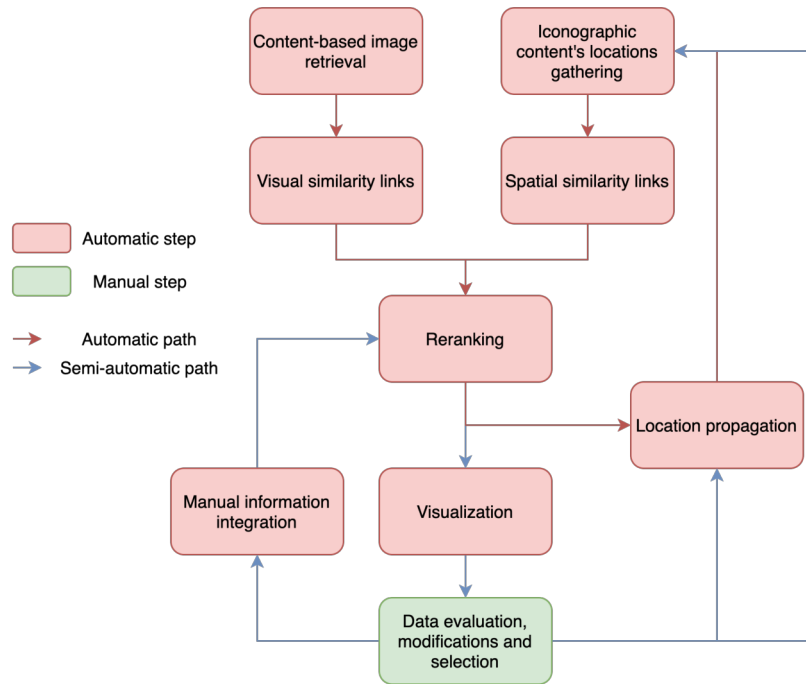 Content-based image
retrieval
Iconographic
content's locations
gathering
Visual similarity links
Spatial similarity links
Automatic step
Manual step
Automatic path
Semi-automatic path
Reranking
Location propagation
Manual information
integration
Visualization
Data evaluation,
modifications and
selection